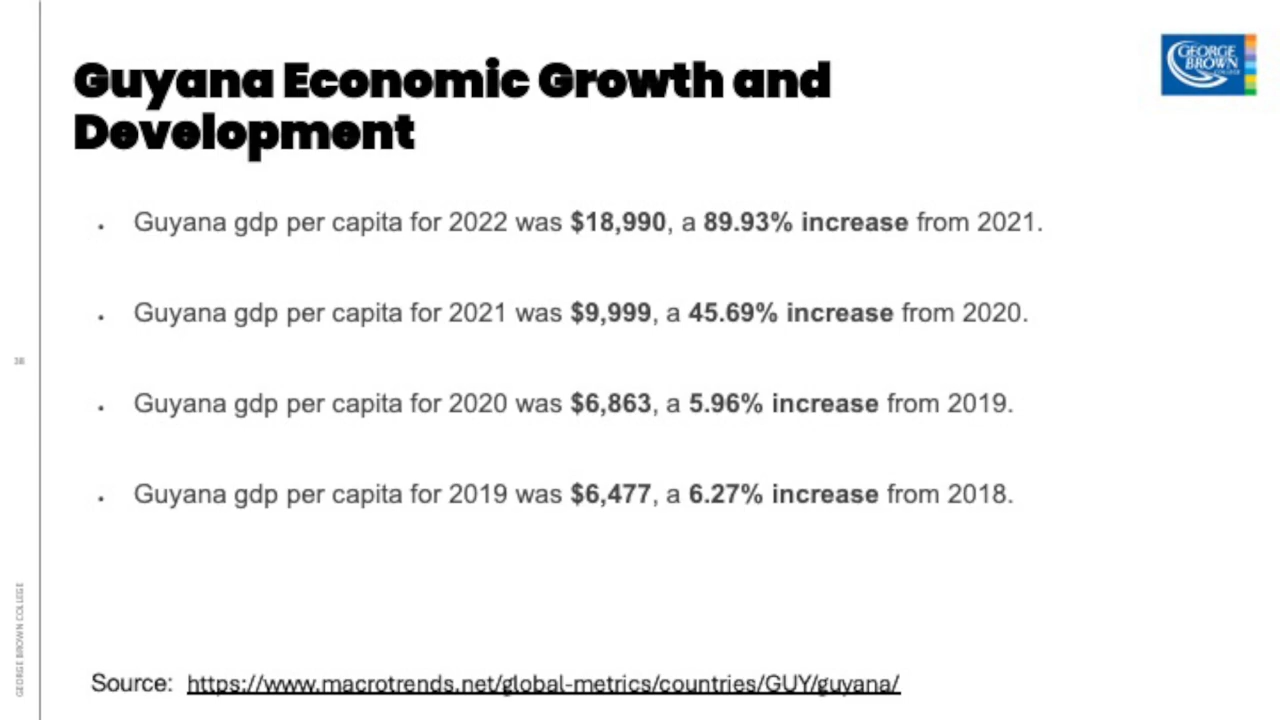 GEORGE
BROWN
COLLEGE
Guyana Economic Growth and
Development
• Guyana gdp per capita for 2022 was $18,990, a 89.93% increase from 2021.
• Guyana gdp per capita for 2021 was $9,999, a 45.69% increase from 2020.
• Guyana gdp per capita for 2020 was $6,863, a 5.96% increase from 2019.
• Guyana gdp per capita for 2019 was $6,477, a 6.27% increase from 2018.
38
GEORGE BROWN COLLEGE
Source: https://www.macrotrends.net/global-metrics/countries/GUY/guyana/